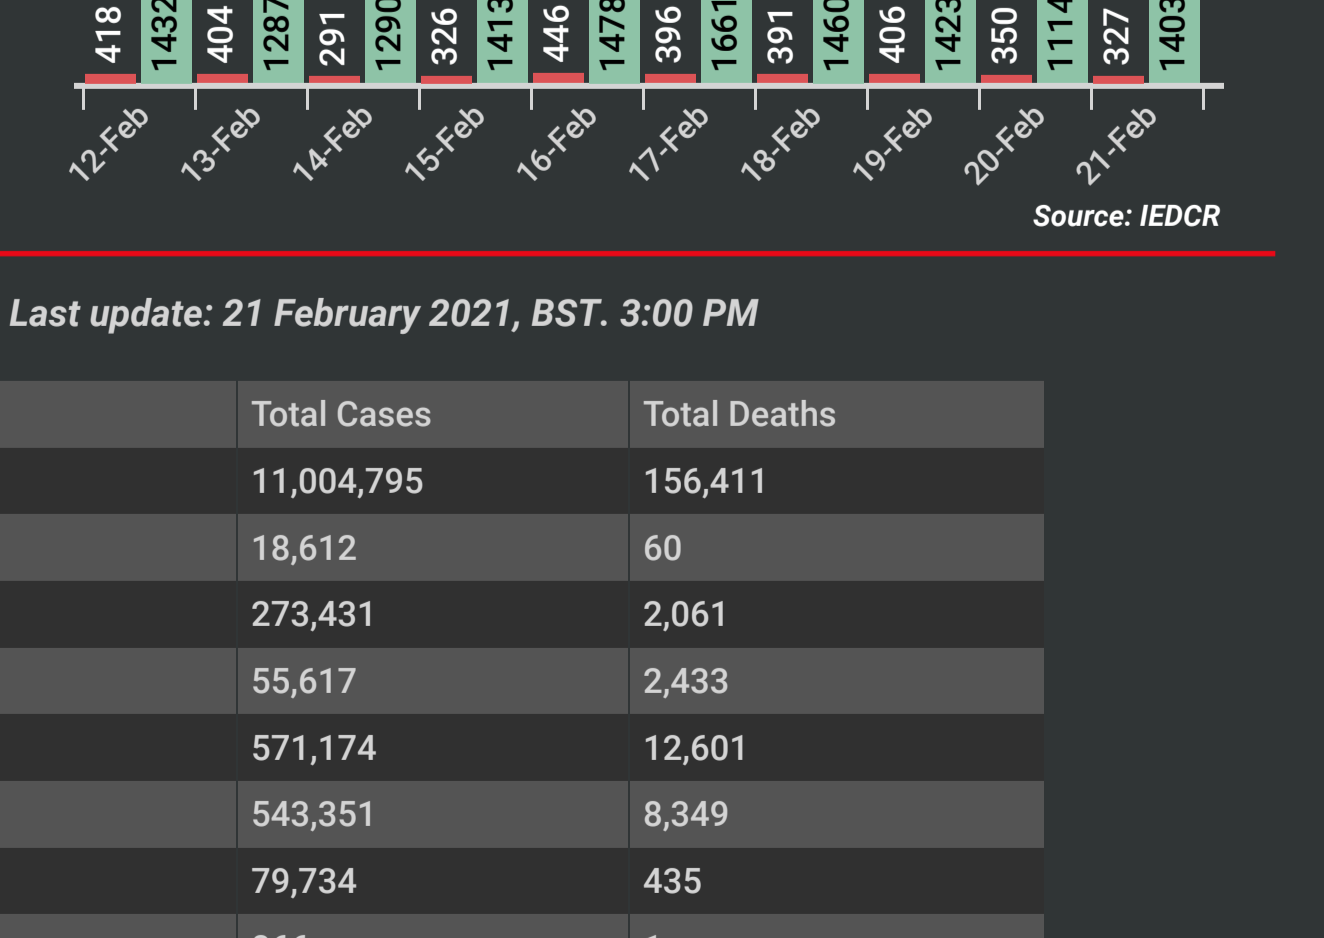 418 1432 404 1287 291 1290 326 1413 446 1478 396 1661 391 1460 406 1423 350 1114 327 1403
12-Feb 13-Feb 14-Feb 15-Feb 16-Feb 17-Feb 18-Feb 19-Feb 20-Feb 21-Feb
Source: IEDCR
Last update: 21 February 2021, BST. 3:00 PM
Total Cases Total Deaths
11,004,795 156,411
18,612 60
273,431 2,061
55,617 2,433
571,174 12,601
543,351 8,349
79,734 435